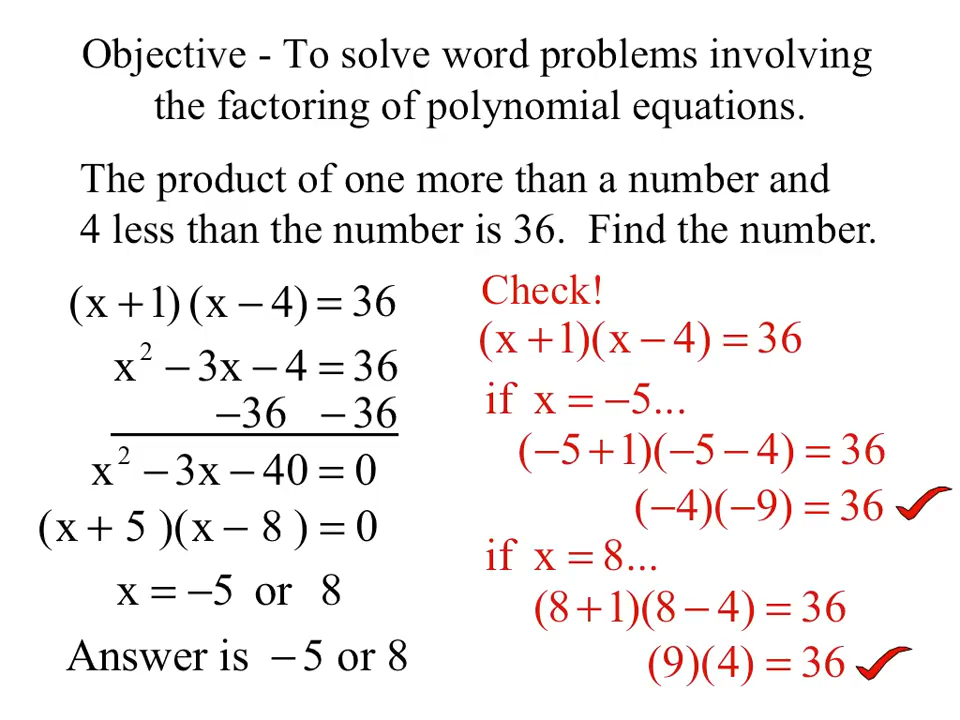 Objective - To solve word problems involving
the factoring of polynomial equations.
The product of one more than a number and
4 less than the number is 36.  Find the number.
(x + 1)(x − 4) = 36
x² − 3x − 4 = 36
−36  − 36
x² − 3x − 40 = 0
(x + 5 )(x − 8 ) = 0
x = −5 or 8
Answer is −5 or 8
Check!
(x + 1)(x − 4) = 36
if x = −5...
(−5 + 1)(−5 − 4) = 36
(−4)(−9) = 36 ✓
if x = 8...
(8 + 1)(8 − 4) = 36
(9)(4) = 36 ✓